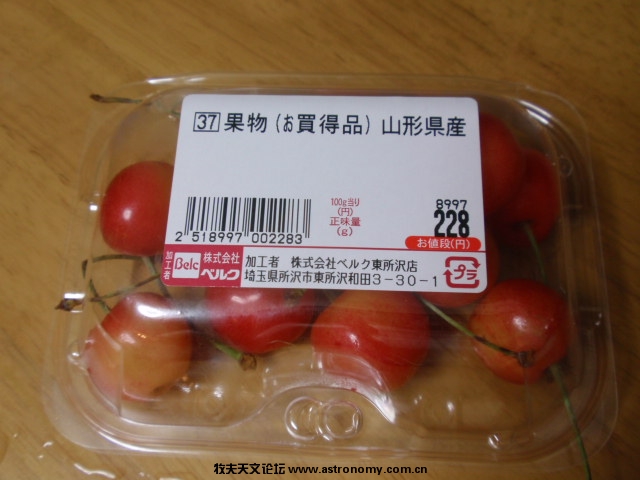 37 果物(お買得品) 山形県産
100g当り
(円)
正味量
(g)
8997
228
お値段(円)
2 518997 002283
加工者
Belc
株式会社
ベルク
加工者 株式会社ベルク東所沢店
埼玉県所沢市東所沢和田3-30-1
プラ
牧夫天文论坛 www.astronomy.com.cn